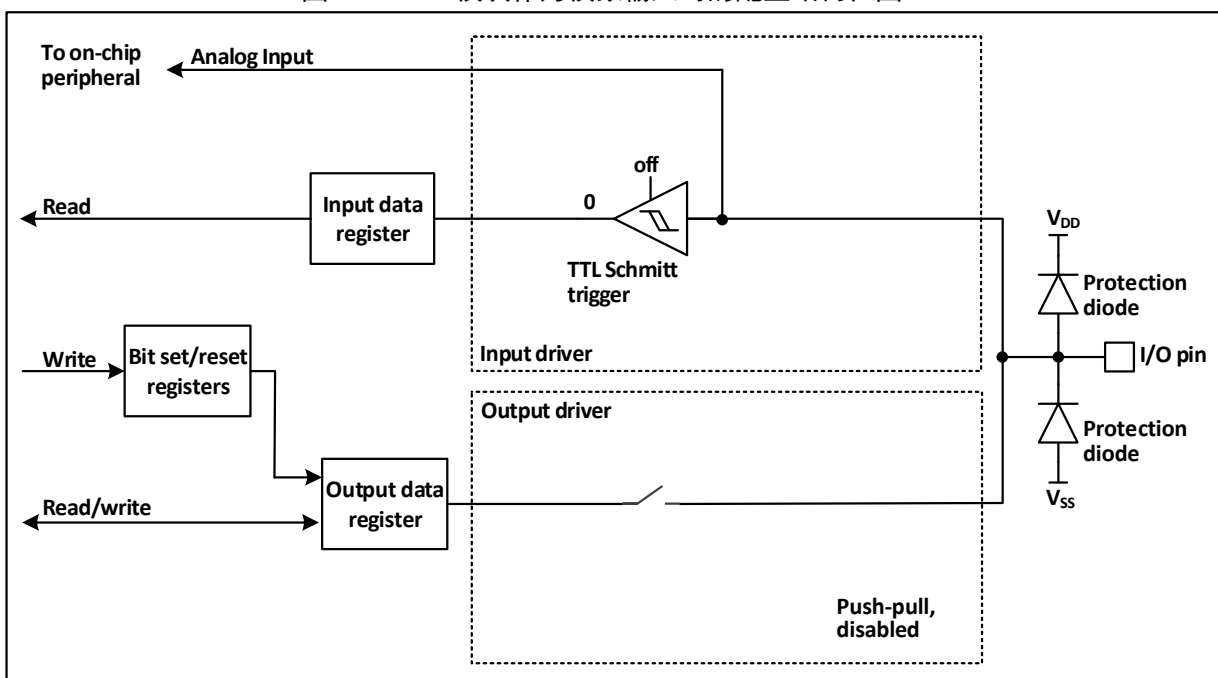 To on-chip
peripheral
Analog Input
off
Read
Input data
register
0
TTL Schmitt
trigger
VDD
Protection
diode
Input driver
I/O pin
Write
Bit set/reset
registers
Output driver
Protection
diode
VSS
Read/write
Output data
register
Push-pull,
disabled